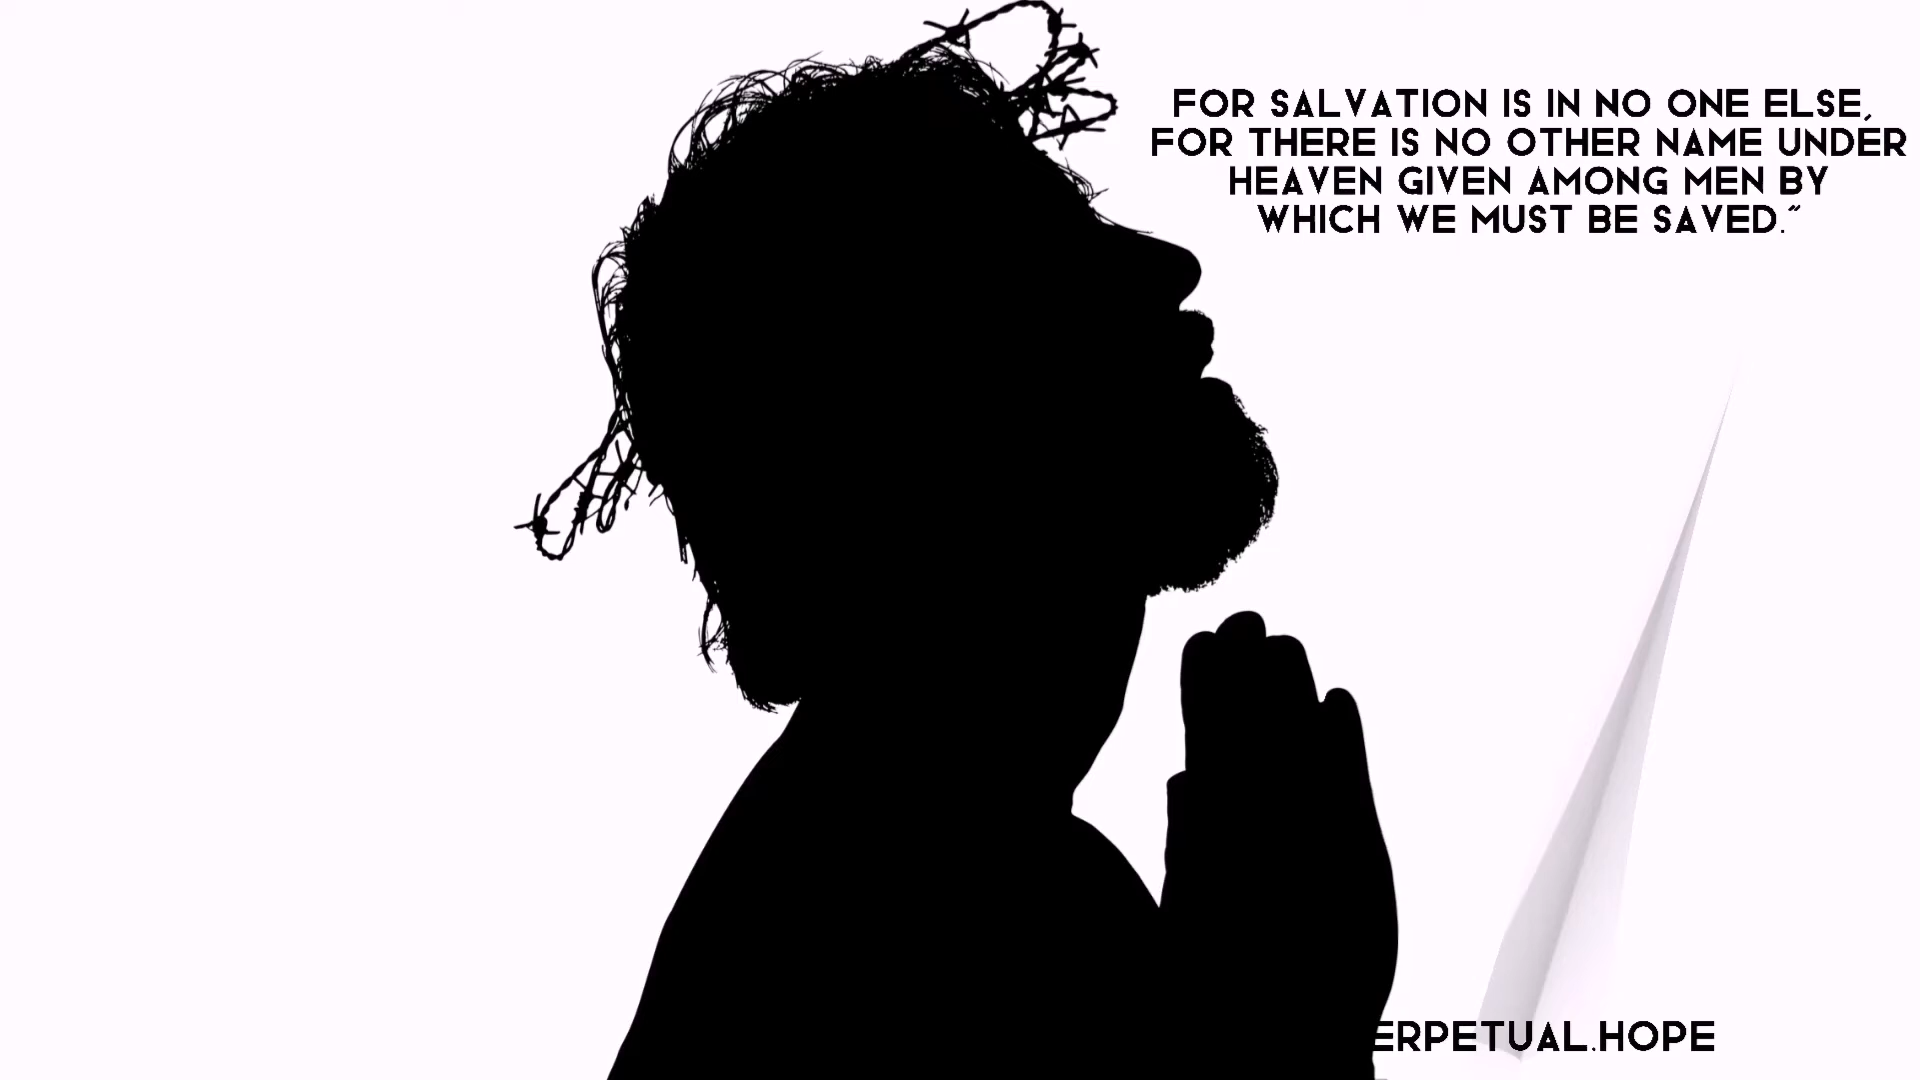 FOR SALVATION IS IN NO ONE ELSE,
FOR THERE IS NO OTHER NAME UNDER
HEAVEN GIVEN AMONG MEN BY
WHICH WE MUST BE SAVED.”
ERPETUAL.HOPE